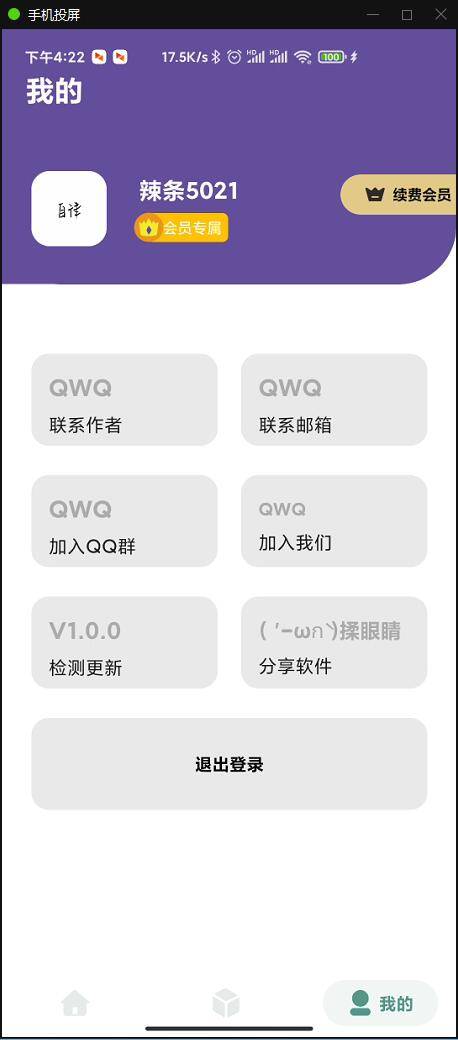 手机投屏
下午4:22 17.5K/s HD HD 100
我的
自译
辣条5021
会员专属
续费会员
QWQ
联系作者
QWQ
联系邮箱
QWQ
加入QQ群
QWQ
加入我们
V1.0.0
检测更新
( ′-ωก`)揉眼睛
分享软件
退出登录
我的